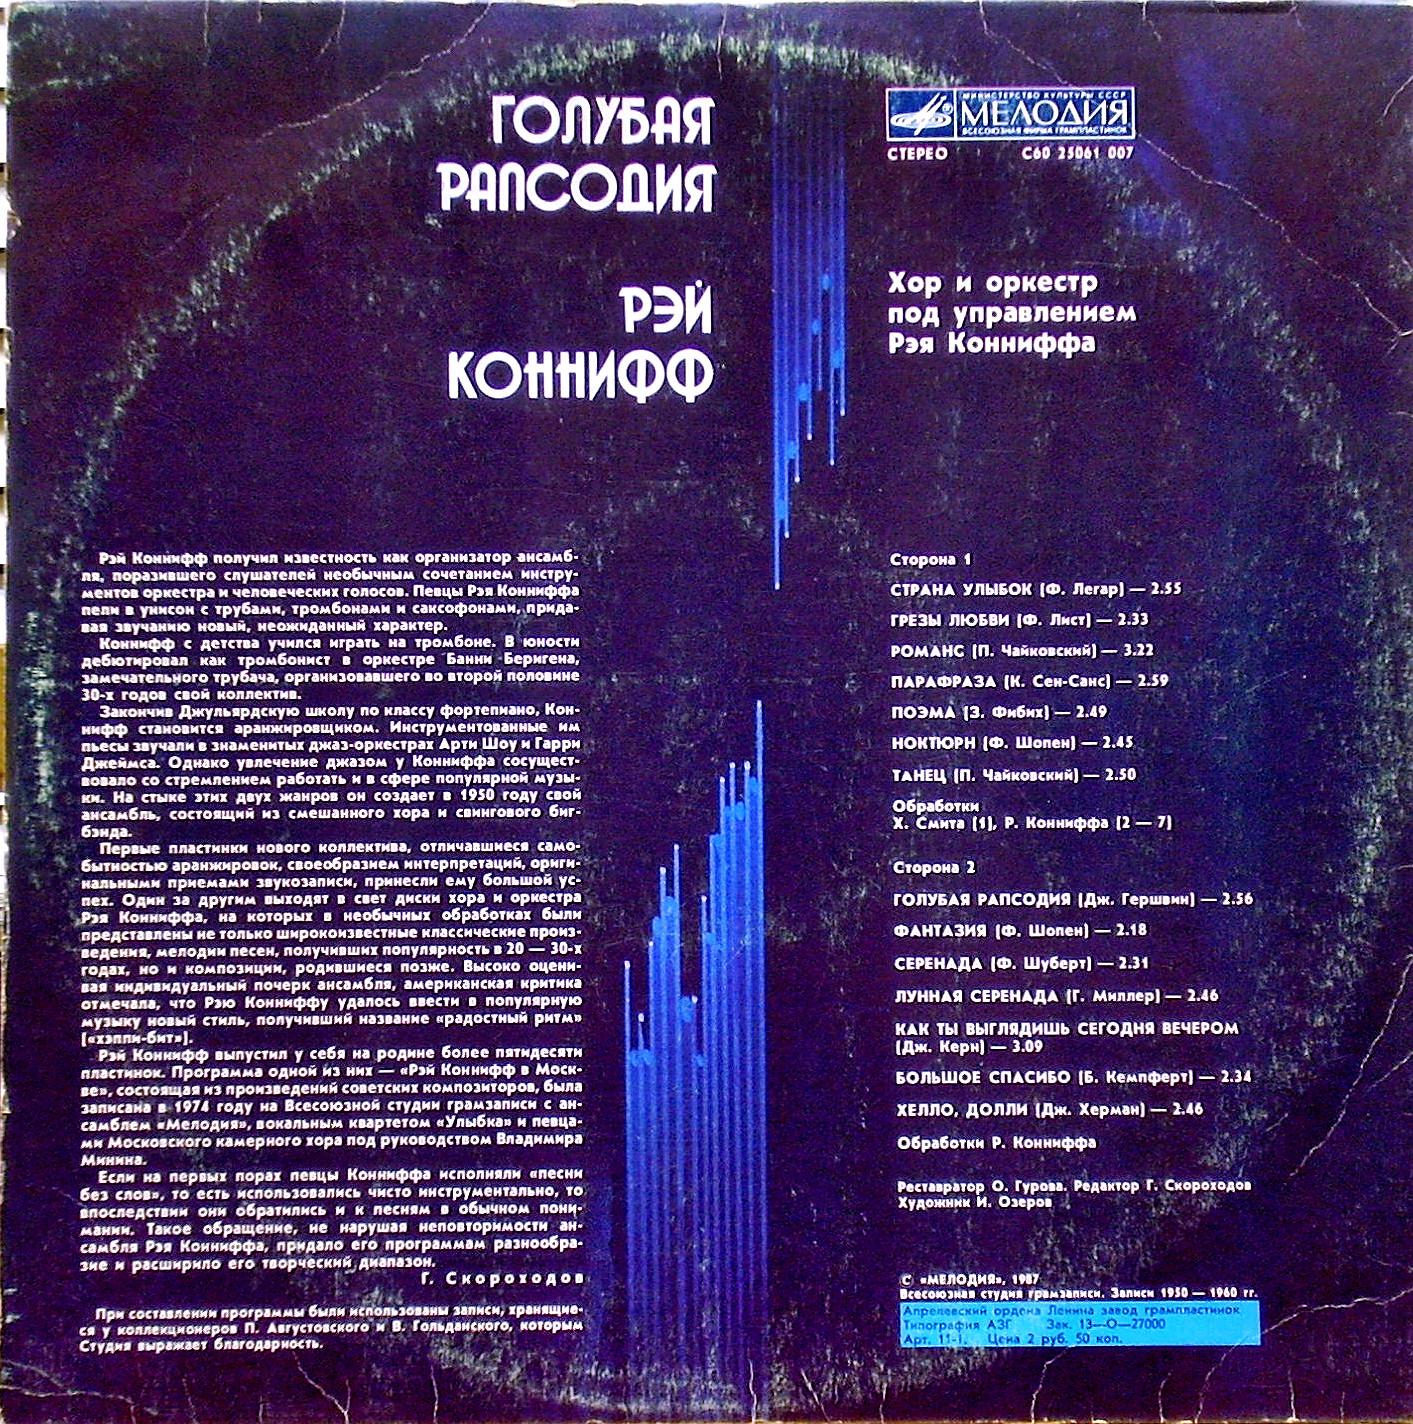 ГОЛУБАЯ
РАПСОДИЯ
РЭЙ
КОННИФФ
МИНИСТЕРСТВО КУЛЬТУРЫ СССР
МЕЛОДИЯ
ВСЕСОЮЗНАЯ ФИРМА ГРАМПЛАСТИНОК
СТЕРЕО С60 25061 007
Хор и оркестр
под управлением
Рэя Конниффа
Рэй Коннифф получил известность как организатор ансамб-
ля, поразившего слушателей необычным сочетанием инстру-
ментов оркестра и человеческих голосов. Певцы Рэя Конниффа
пели в унисон с трубами, тромбонами и саксофонами, прида-
вая звучанию новый, неожиданный характер.
Коннифф с детства учился играть на тромбоне. В юности
дебютировал как тромбонист в оркестре Банни Беригена,
замечательного трубача, организовавшего во второй половине
30-х годов свой коллектив.
Закончив Джульярдскую школу по классу фортепиано, Кон-
нифф становится аранжировщиком. Инструментованные им
пьесы звучали в знаменитых джаз-оркестрах Арти Шоу и Гарри
Джеймса. Однако увлечение джазом у Конниффа сосущест-
вовало со стремлением работать и в сфере популярной музы-
ки. На стыке этих двух жанров он создает в 1950 году свой
ансамбль, состоящий из смешанного хора и свингового биг-
бэнда.
Первые пластинки нового коллектива, отличавшиеся само-
бытностью аранжировок, своеобразием интерпретаций, ориги-
нальными приемами звукозаписи, принесли ему большой ус-
пех. Один за другим выходят в свет диски хора и оркестра
Рэя Конниффа, на которых в необычных обработках были
представлены не только широкоизвестные классические произ-
ведения, мелодии песен, получивших популярность в 20 — 30-х
годах, но и композиции, родившиеся позже. Высоко оцени-
вая индивидуальный почерк ансамбля, американская критика
отмечала, что Рэю Конниффу удалось ввести в популярную
музыку новый стиль, получивший название «радостный ритм»
(«хэппи-бит»).
Рэй Коннифф выпустил у себя на родине более пятидесяти
пластинок. Программа одной из них — «Рэй Коннифф в Моск-
ве», состоящая из произведений советских композиторов, была
записана в 1974 году на Всесоюзной студии грамзаписи с ан-
самблем «Мелодия», вокальным квартетом «Улыбка» и певца-
ми Московского камерного хора под руководством Владимира
Минина.
Если на первых порах певцы Конниффа исполняли «песни
без слов», то есть использовались чисто инструментально, то
впоследствии они обратились и к песням в обычном пони-
мании. Такое обращение, не нарушая неповторимости ан-
самбля Рэя Конниффа, придало его программам разнообра-
зие и расширило его творческий диапазон.
Г. Скороходов
При составлении программы были использованы записи, хранящие-
ся у коллекционеров П. Августовского и В. Гольданского, которым
Студия выражает благодарность.
Сторона 1
СТРАНА УЛЫБОК (Ф. Легар) — 2.55
ГРЕЗЫ ЛЮБВИ (Ф. Лист) — 2.33
РОМАНС (П. Чайковский) — 3.22
ПАРАФРАЗА (К. Сен-Санс) — 2.59
ПОЭМА (З. Фибих) — 2.49
НОКТЮРН (Ф. Шопен) — 2.45
ТАНЕЦ (П. Чайковский) — 2.50
Обработки
Х. Смита (1), Р. Конниффа (2 — 7)
Сторона 2
ГОЛУБАЯ РАПСОДИЯ (Дж. Гершвин) — 2.56
ФАНТАЗИЯ (Ф. Шопен) — 2.18
СЕРЕНАДА (Ф. Шуберт) — 2.31
ЛУННАЯ СЕРЕНАДА (Г. Миллер) — 2.46
КАК ТЫ ВЫГЛЯДИШЬ СЕГОДНЯ ВЕЧЕРОМ
(Дж. Керн) — 3.09
БОЛЬШОЕ СПАСИБО (Б. Кемпферт) — 2.34
ХЕЛЛО, ДОЛЛИ (Дж. Херман) — 2.46
Обработки Р. Конниффа
Реставратор О. Гурова. Редактор Г. Скороходов
Художник И. Озеров
© «МЕЛОДИЯ», 1987
Всесоюзная студия грамзаписи. Записи 1950 — 1960 гг.
Апрелевский ордена Ленина завод грампластинок
Типография АЗГ Зак. 13—О—27000
Арт. 11-1. Цена 2 руб. 50 коп.